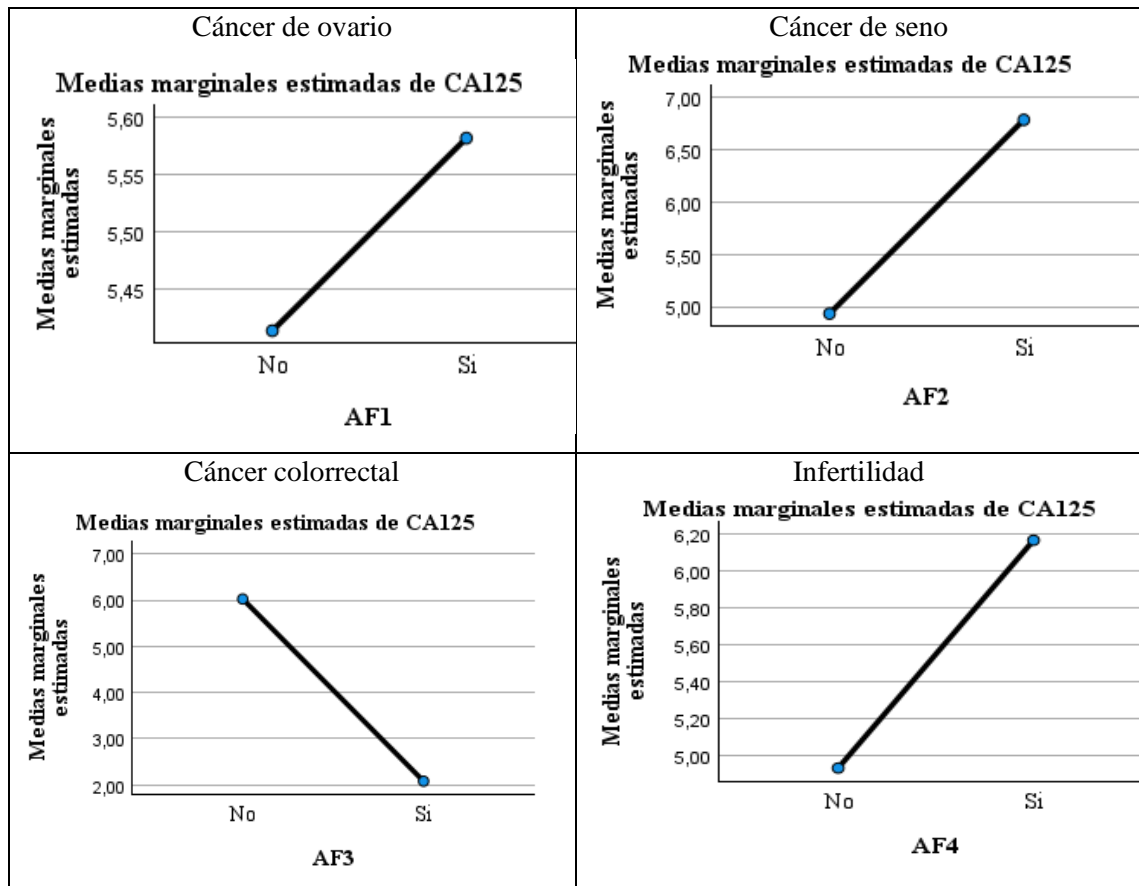 Cáncer de ovario
Medias marginales estimadas de CA125
Medias marginales
estimadas
5,60
5,55
5,50
5,45
No
Si
AF1
Cáncer de seno
Medias marginales estimadas de CA125
Medias marginales
estimadas
7,00
6,50
6,00
5,50
5,00
No
Si
AF2
Cáncer colorrectal
Medias marginales estimadas de CA125
Medias marginales
estimadas
7,00
6,00
5,00
4,00
3,00
2,00
No
Si
AF3
Infertilidad
Medias marginales estimadas de CA125
Medias marginales
estimadas
6,20
6,00
5,80
5,60
5,40
5,20
5,00
No
Si
AF4